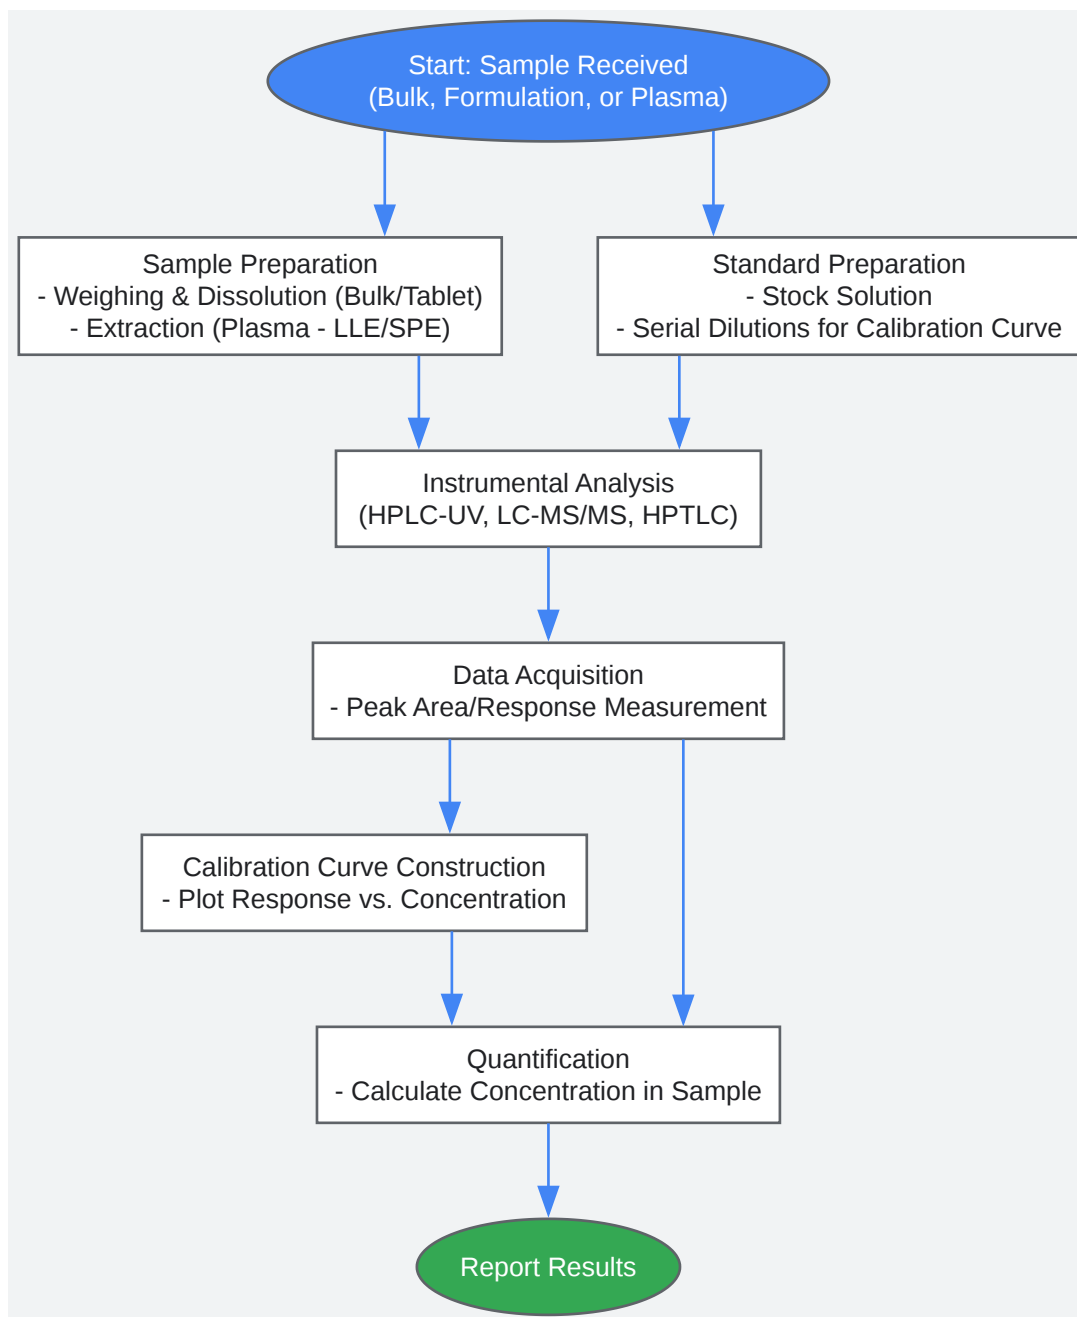 Start: Sample Received
(Bulk, Formulation, or Plasma)
Sample Preparation
- Weighing & Dissolution (Bulk/Tablet)
- Extraction (Plasma - LLE/SPE)
Standard Preparation
- Stock Solution
- Serial Dilutions for Calibration Curve
Instrumental Analysis
(HPLC-UV, LC-MS/MS, HPTLC)
Data Acquisition
- Peak Area/Response Measurement
Calibration Curve Construction
- Plot Response vs. Concentration
Quantification
- Calculate Concentration in Sample
Report Results